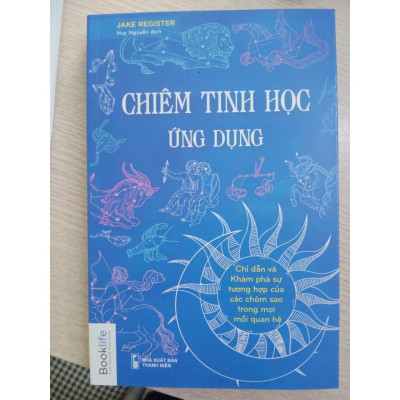 JAKE REGISTER
Huy Nguyễn dịch
CHIÊM TINH HỌC
ỨNG DỤNG
Chỉ dẫn và
Khám phá sự
tương hợp của
các chòm sao
trong mọi
mối quan hệ
Booklife
NHÀ XUẤT BẢN
THANH NIÊN